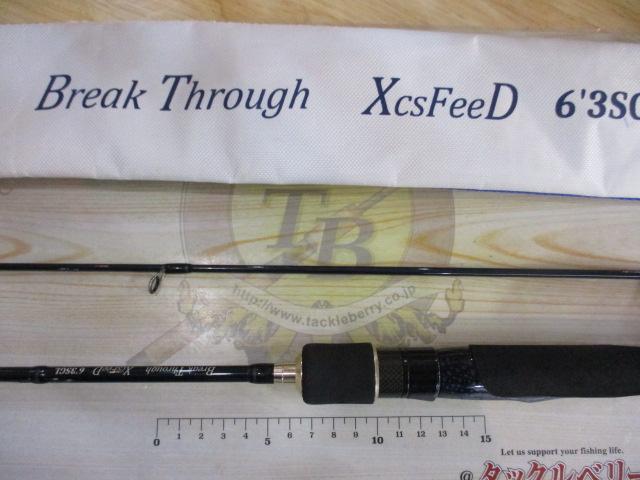 Break Through XcsFeeD 6'3S
TB
http://www.tackleberry.co.jp
Break Through XcsFeeD 6'3SCI
0 1 2 3 4 5 6 7 8 9 10 11 12 13 14 15
Let us support your fishing life.
@タックルベリー